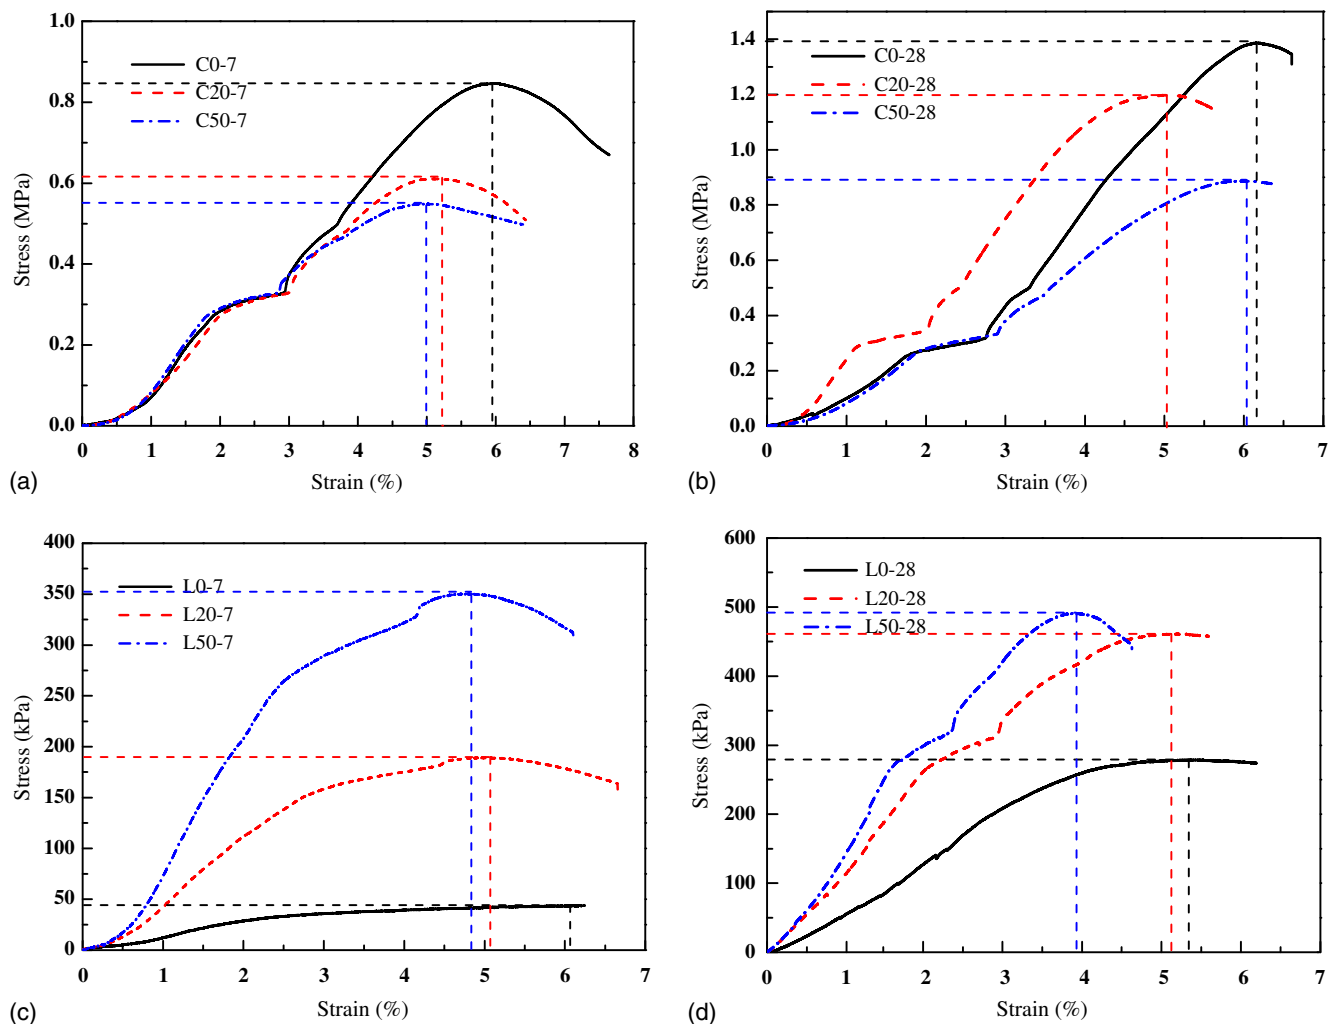 1.0
0.8
0.6
0.4
0.2
0.0
Stress (MPa)
C0-7
C20-7
C50-7
0 1 2 3 4 5 6 7 8
Strain (%)
(a)
1.4
1.2
1.0
0.8
0.6
0.4
0.2
0.0
Stress (MPa)
C0-28
C20-28
C50-28
0 1 2 3 4 5 6 7
Strain (%)
(b)
400
350
300
250
200
150
100
50
0
Stress (kPa)
L0-7
L20-7
L50-7
0 1 2 3 4 5 6 7
Strain (%)
(c)
600
500
400
300
200
100
0
Stress (kPa)
L0-28
L20-28
L50-28
0 1 2 3 4 5 6 7
Strain (%)
(d)